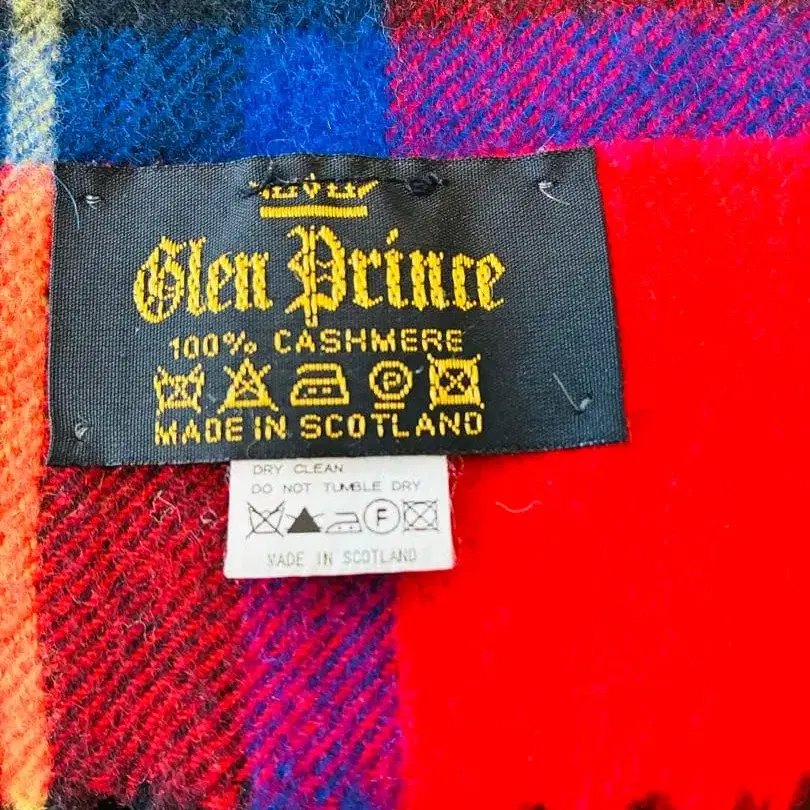 Glen Prince
100% CASHMERE
P
MADE IN SCOTLAND
DRY CLEAN
DO NOT TUMBLE DRY
F
MADE IN SCOTLAND